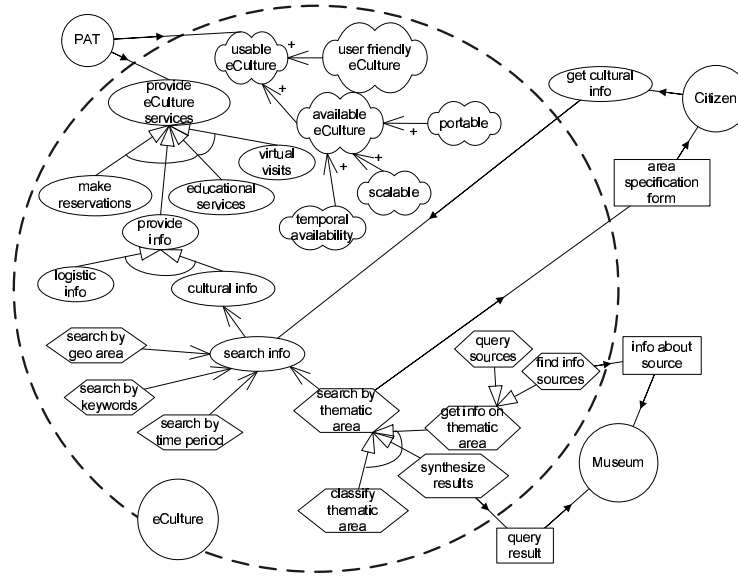 PAT
usable
eCulture
+
user friendly
eCulture
provide
eCulture
services
+
available
eCulture
+
portable
get cultural
info
Citizen
make
reservations
educational
services
virtual
visits
+
+
scalable
temporal
availability
area
specification
form
provide
info
logistic
info
cultural info
search by
geo area
search info
query
sources
find info
sources
info about
source
search by
keywords
search by
time period
search by
thematic
area
get info on
thematic area
synthesize
results
classify
thematic
area
Museum
eCulture
query
result